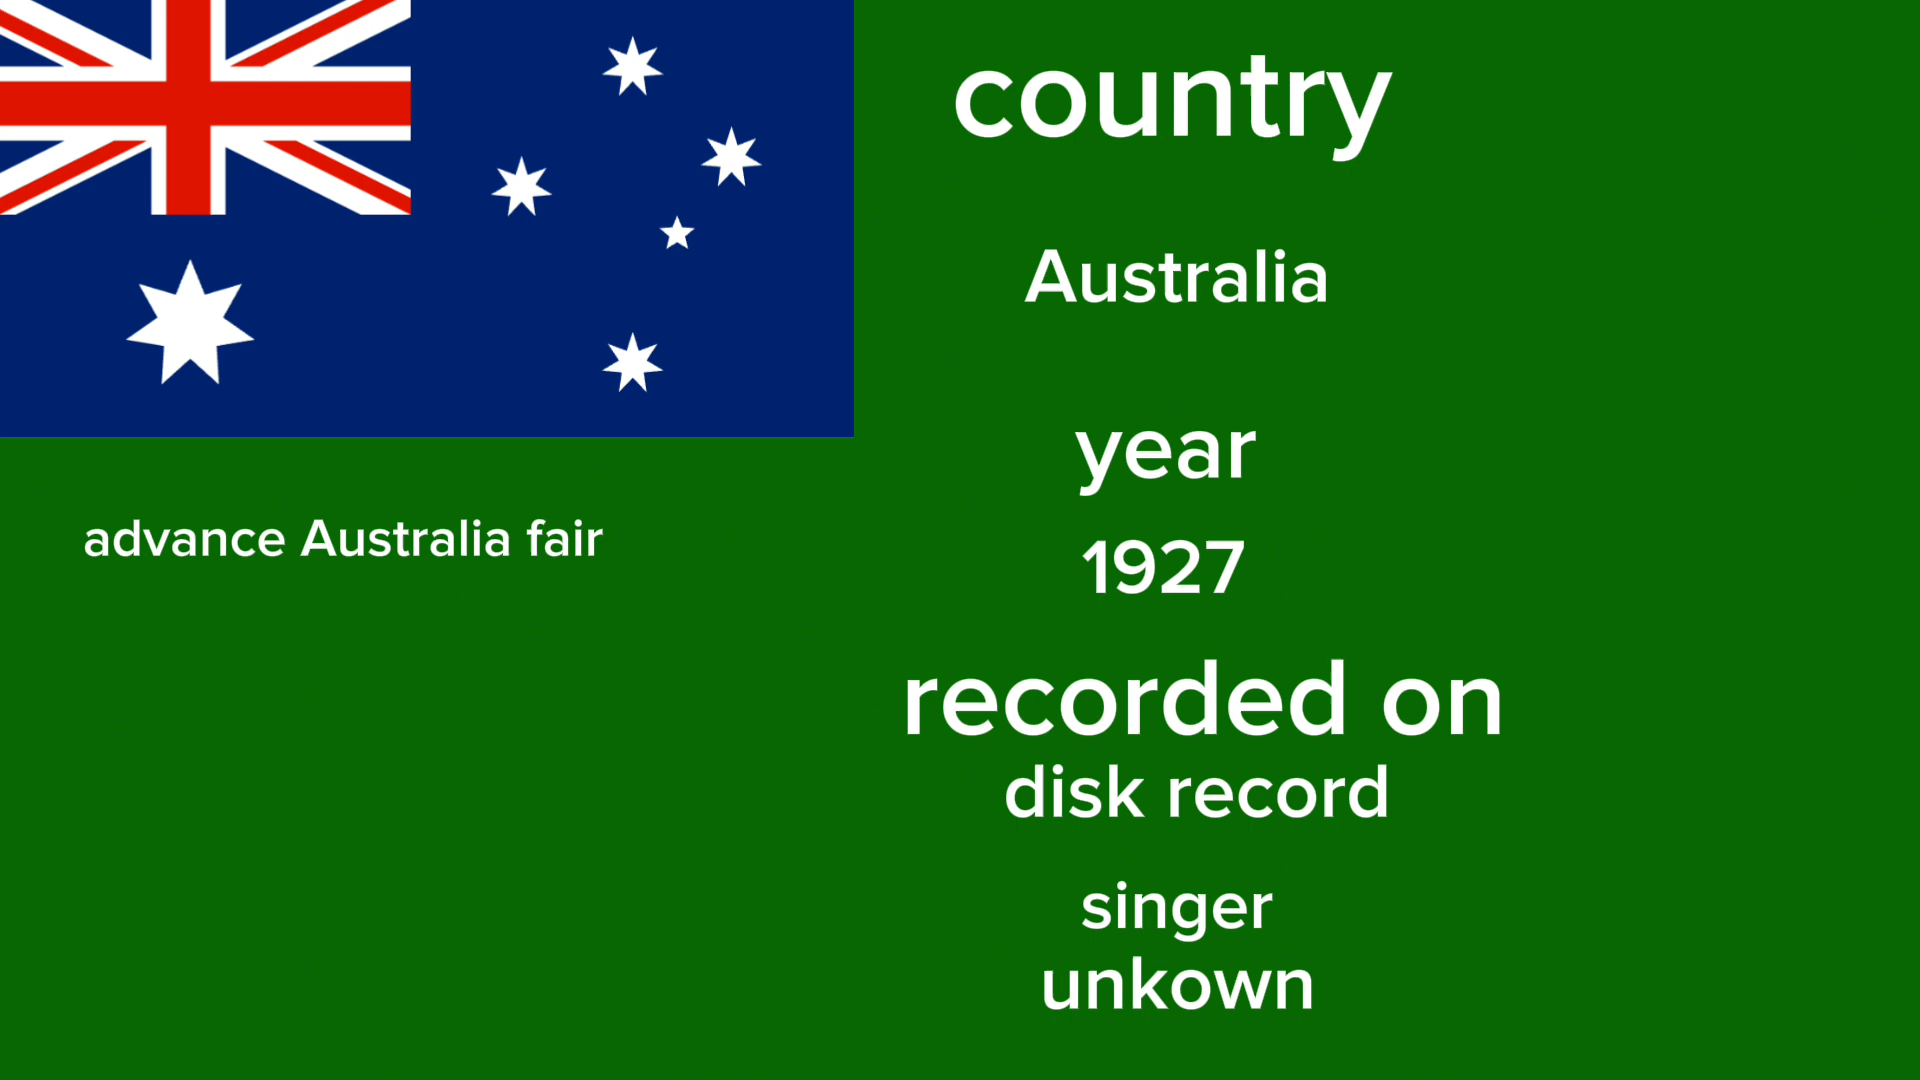 country
Australia
year
advance Australia fair
1927
recorded on
disk record
singer
unkown